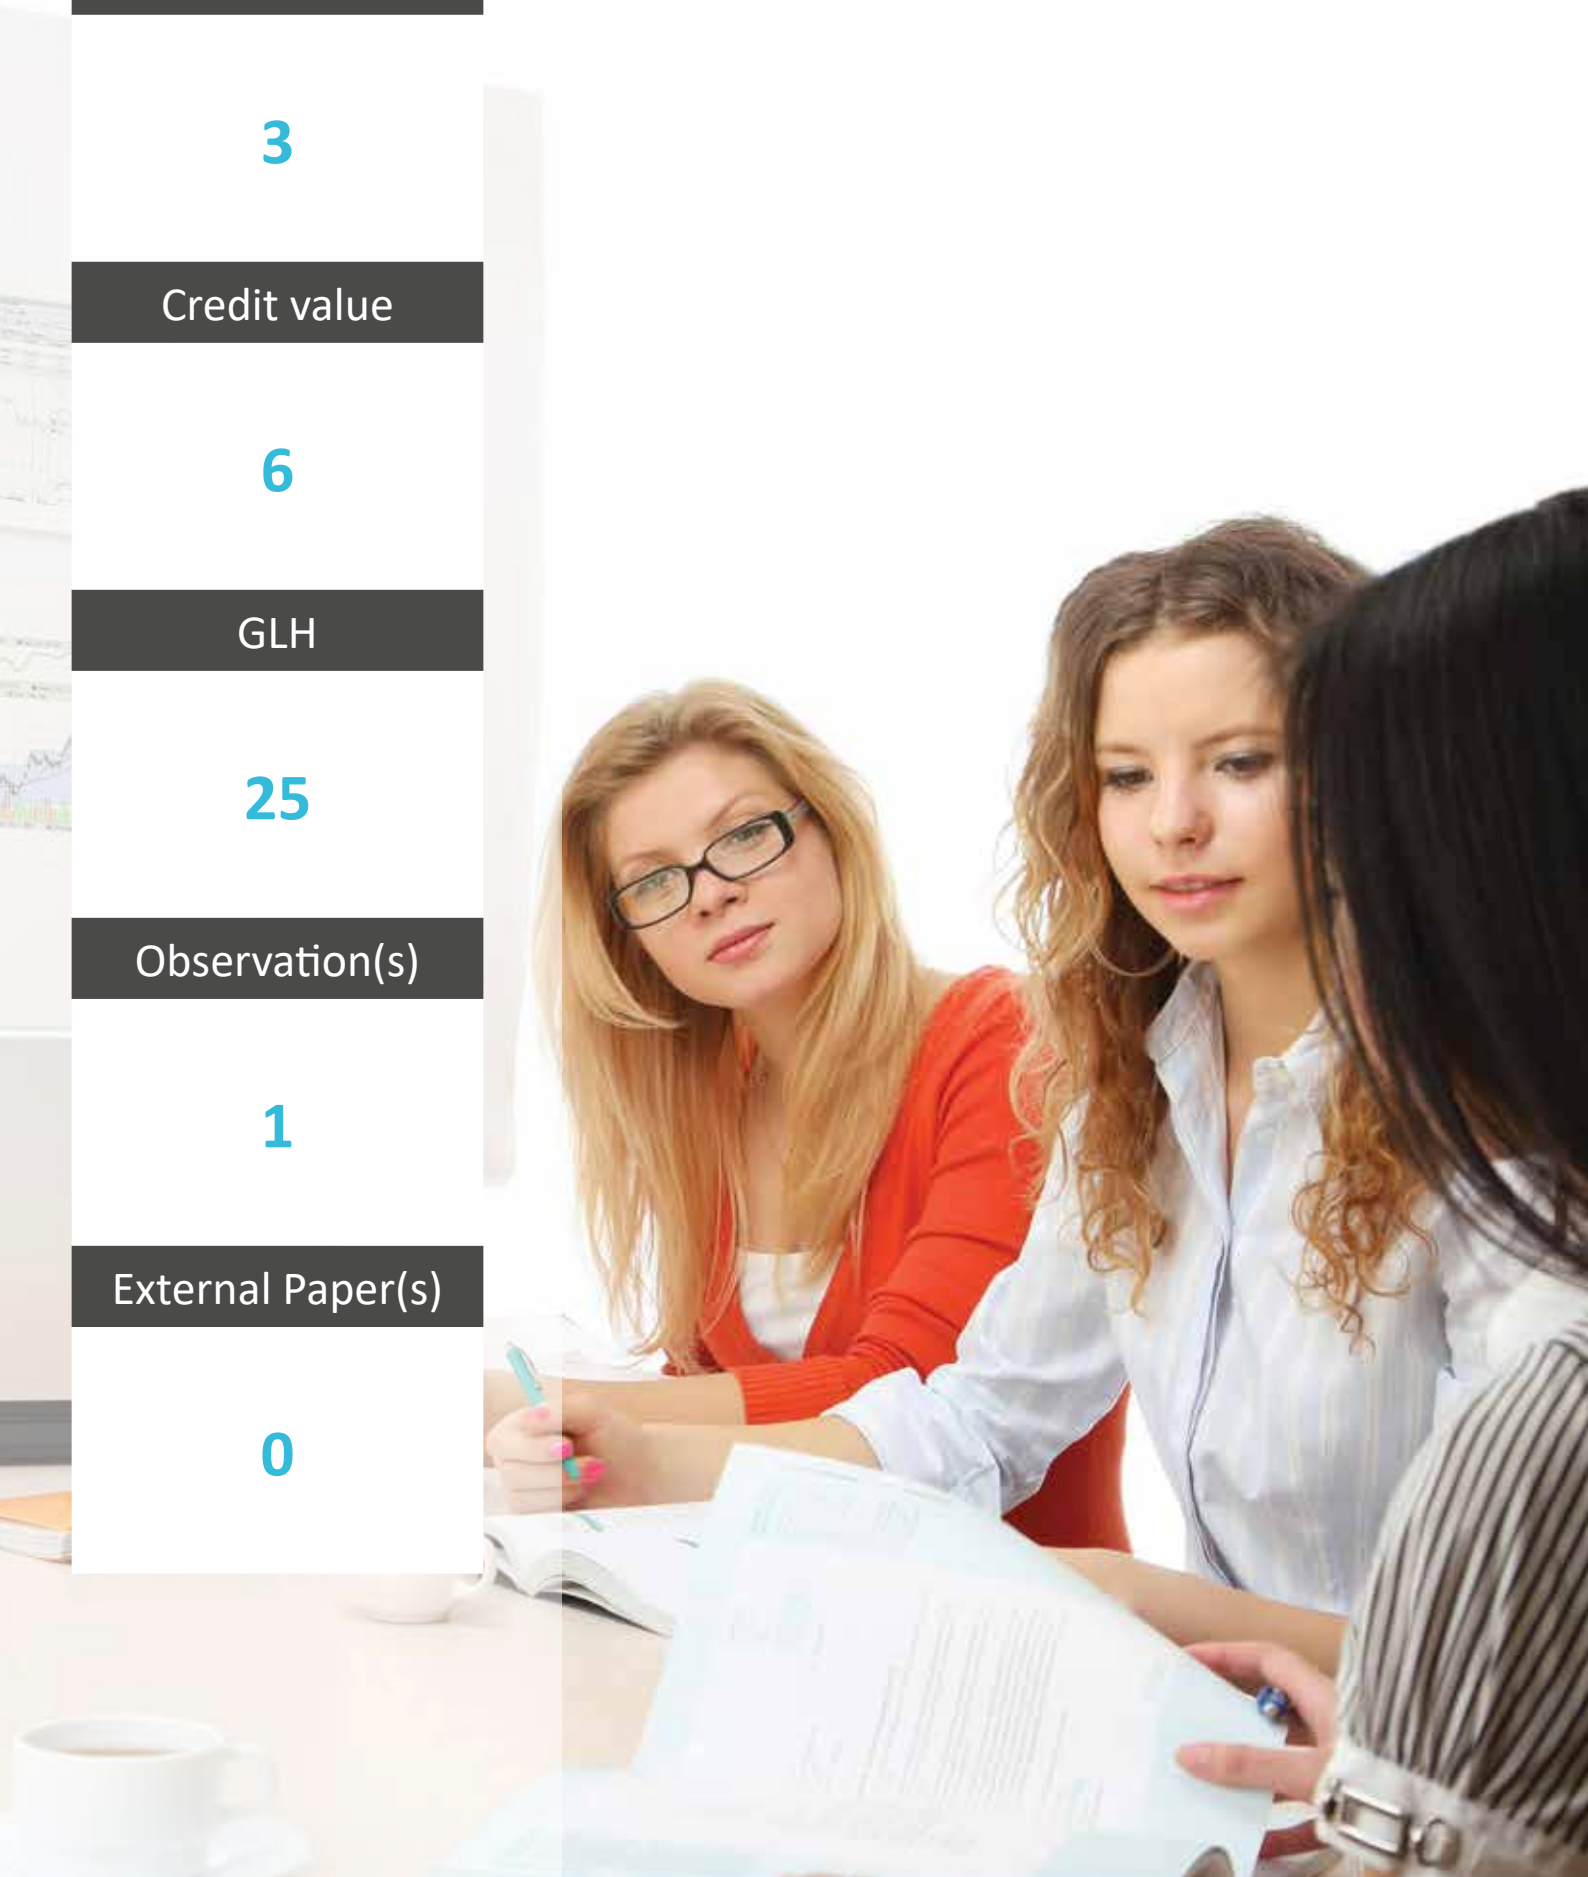 3
Credit value
6
GLH
25
Observation(s)
1
External Paper(s)
0